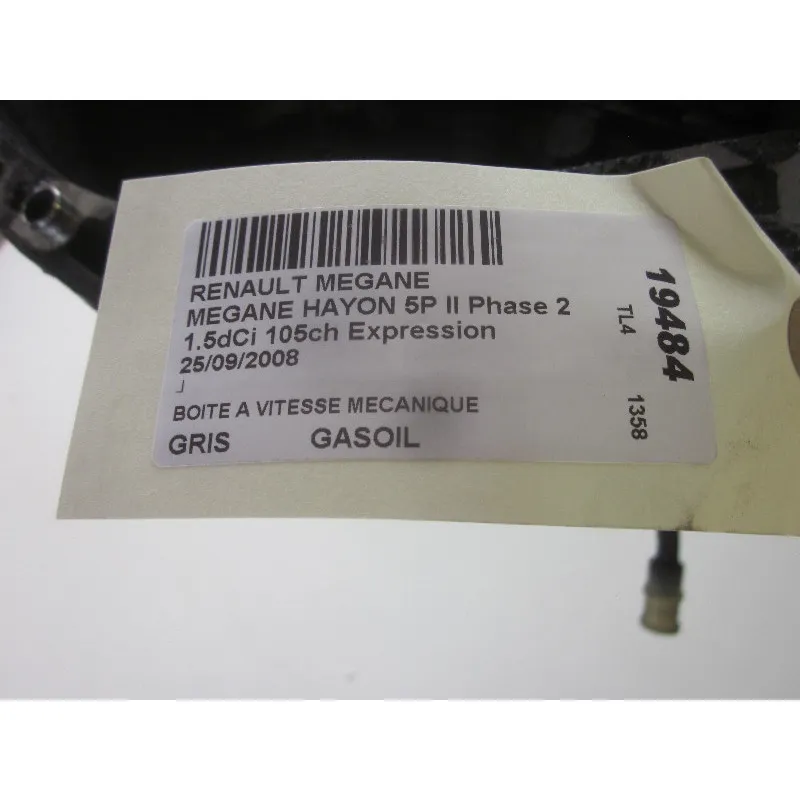 RENAULT MEGANE
MEGANE HAYON 5P II Phase 2
1.5dCi 105ch Expression
25/09/2008
BOITE A VITESSE MECANIQUE
GRIS GASOIL
19484
TL4 1358